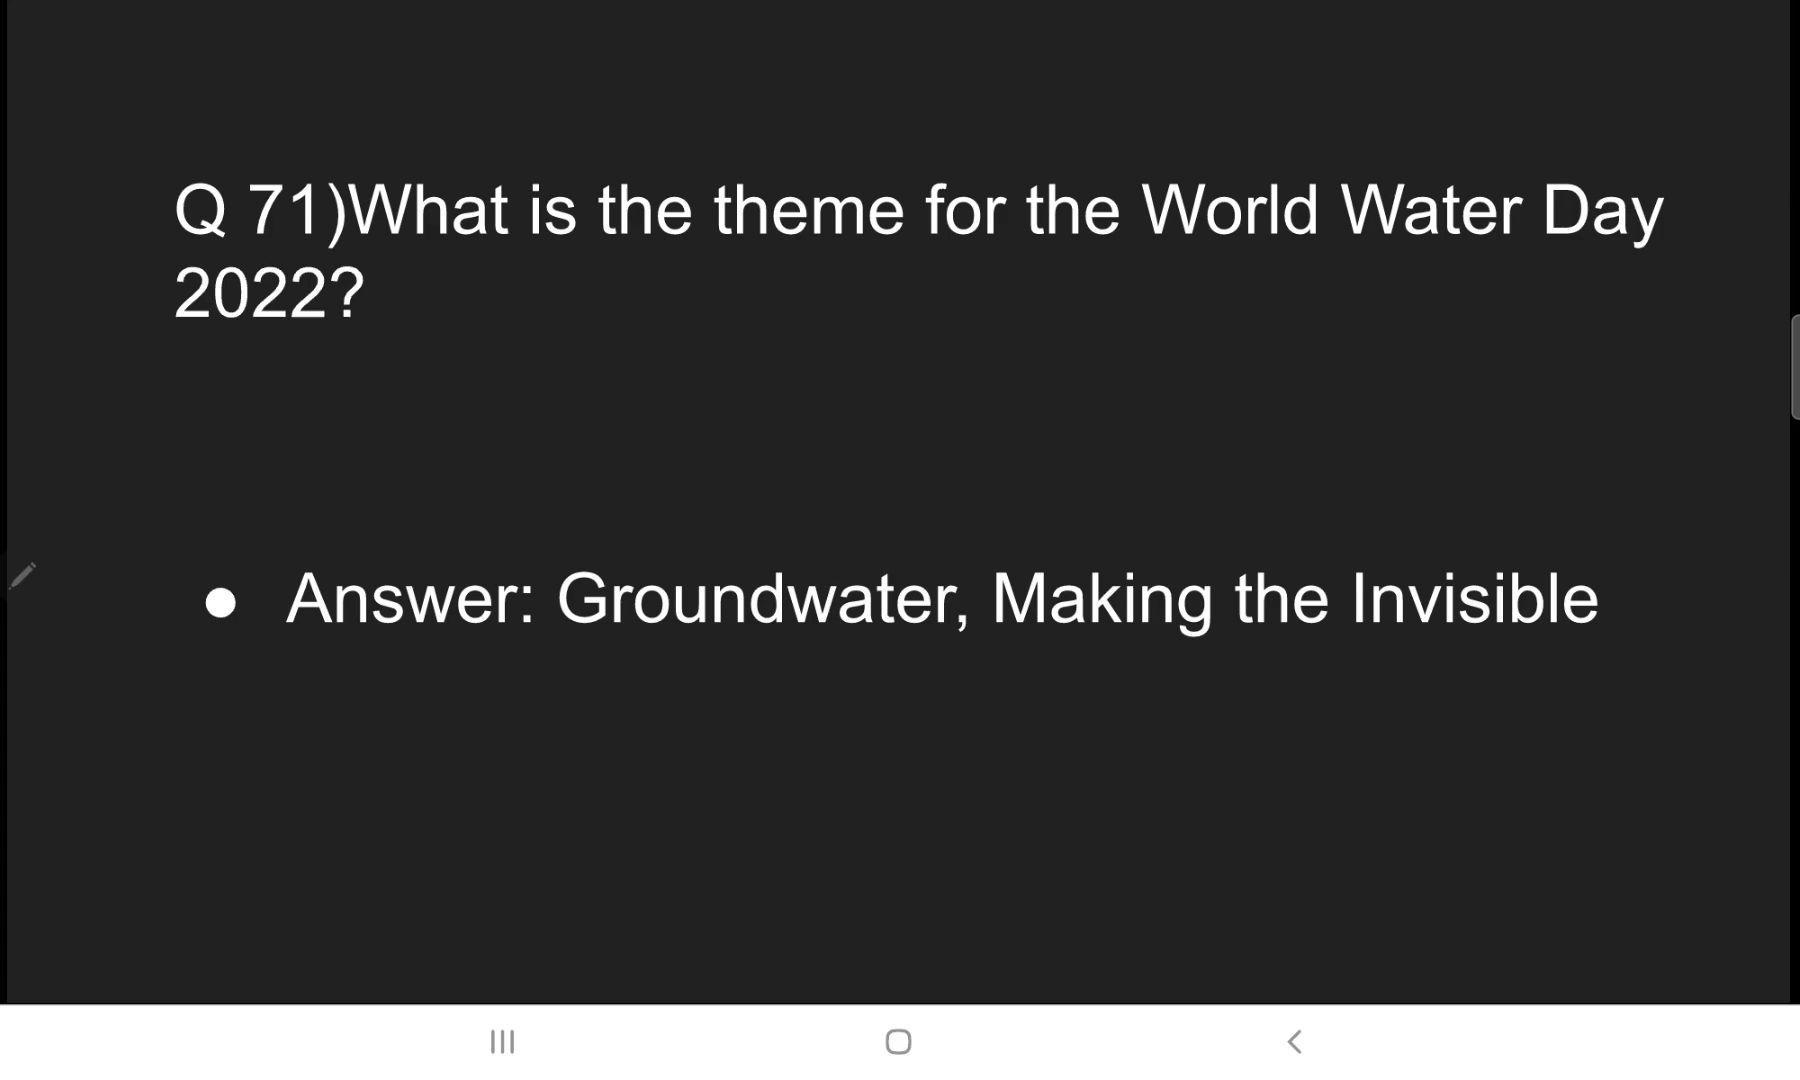 Q 71)What is the theme for the World Water Day
2022?
● Answer: Groundwater, Making the Invisible